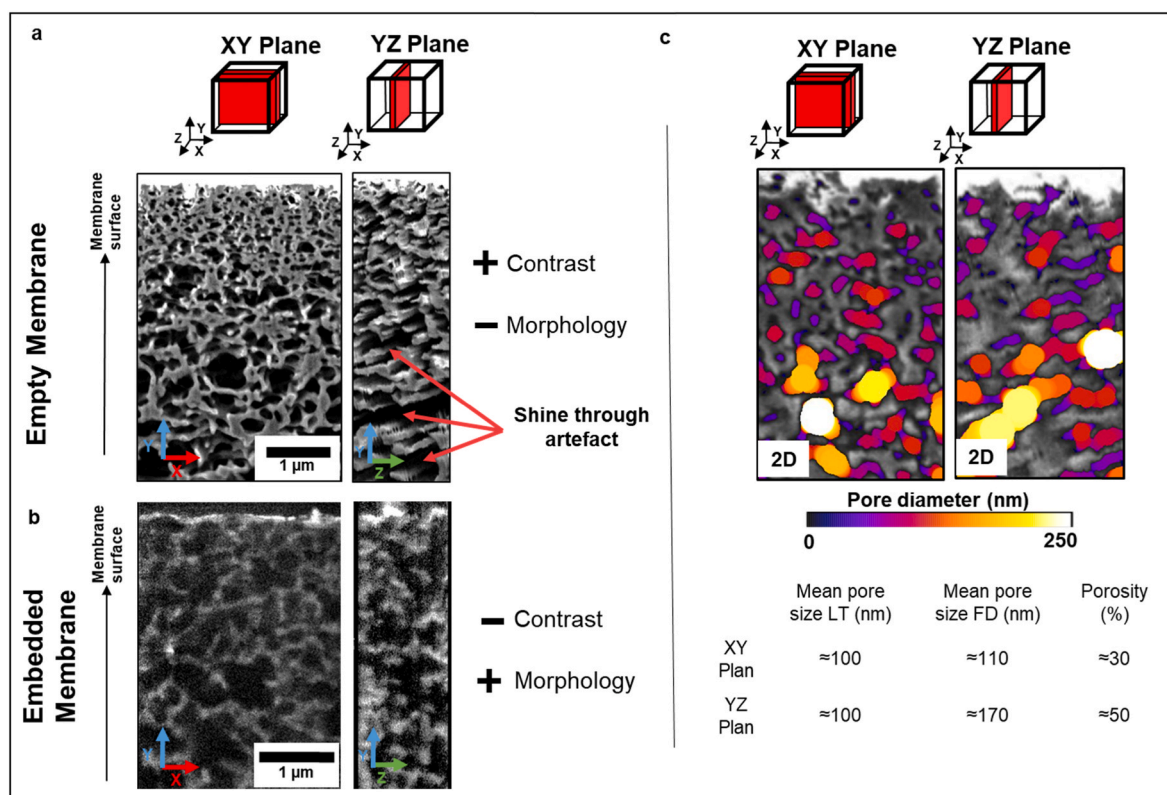 a
XY Plane
YZ Plane
Z
Y
X
Z
Y
X
Empty Membrane
Membrane
surface
Y
X
1 µm
Y
Z
+ Contrast
− Morphology
Shine through
artefact
b
Embedded
Membrane
Membrane
surface
Y
X
1 µm
Y
Z
− Contrast
+ Morphology
c
XY Plane
YZ Plane
Z
Y
X
Z
Y
X
2D
2D
Pore diameter (nm)
0
250
Mean pore
size LT (nm)
Mean pore
size FD (nm)
Porosity
(%)
XY
Plan
≈100
≈110
≈30
YZ
Plan
≈100
≈170
≈50